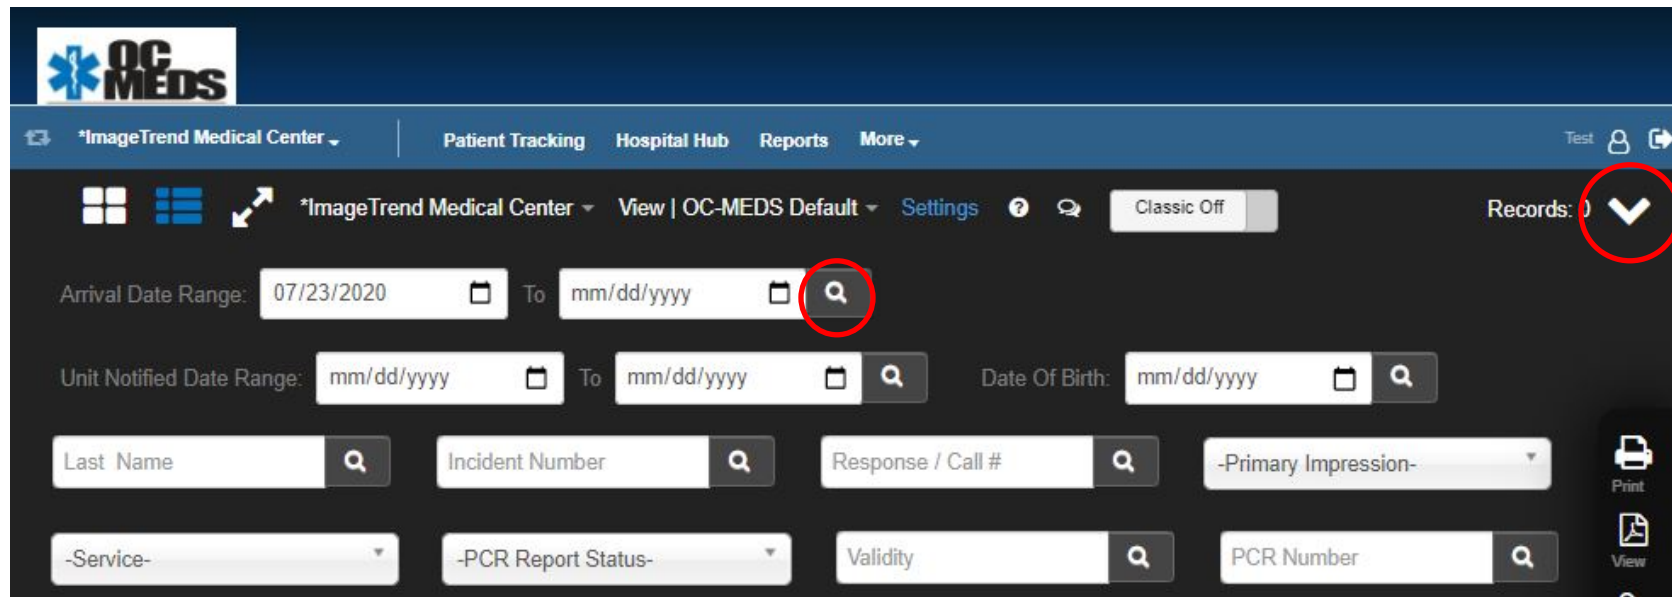 OC
MEDS
*ImageTrend Medical Center Patient Tracking Hospital Hub Reports More Test
*ImageTrend Medical Center View | OC-MEDS Default Settings ? Classic Off Records: 0
Arrival Date Range: 07/23/2020 To mm/dd/yyyy
Unit Notified Date Range: mm/dd/yyyy To mm/dd/yyyy Date Of Birth: mm/dd/yyyy
Last Name Incident Number Response / Call # -Primary Impression-
Print
-Service- -PCR Report Status- Validity PCR Number
View